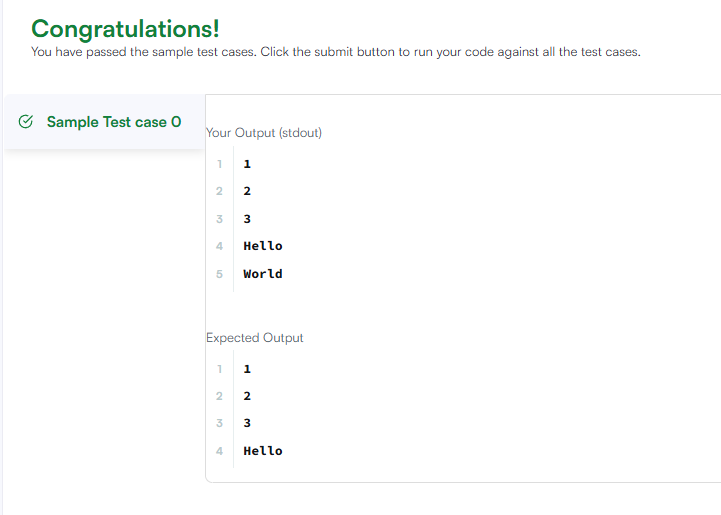 Congratulations!
You have passed the sample test cases. Click the submit button to run your code against all the test cases.
Sample Test case 0
Your Output (stdout)
1 1
2 2
3 3
4 Hello
5 World
Expected Output
1 1
2 2
3 3
4 Hello